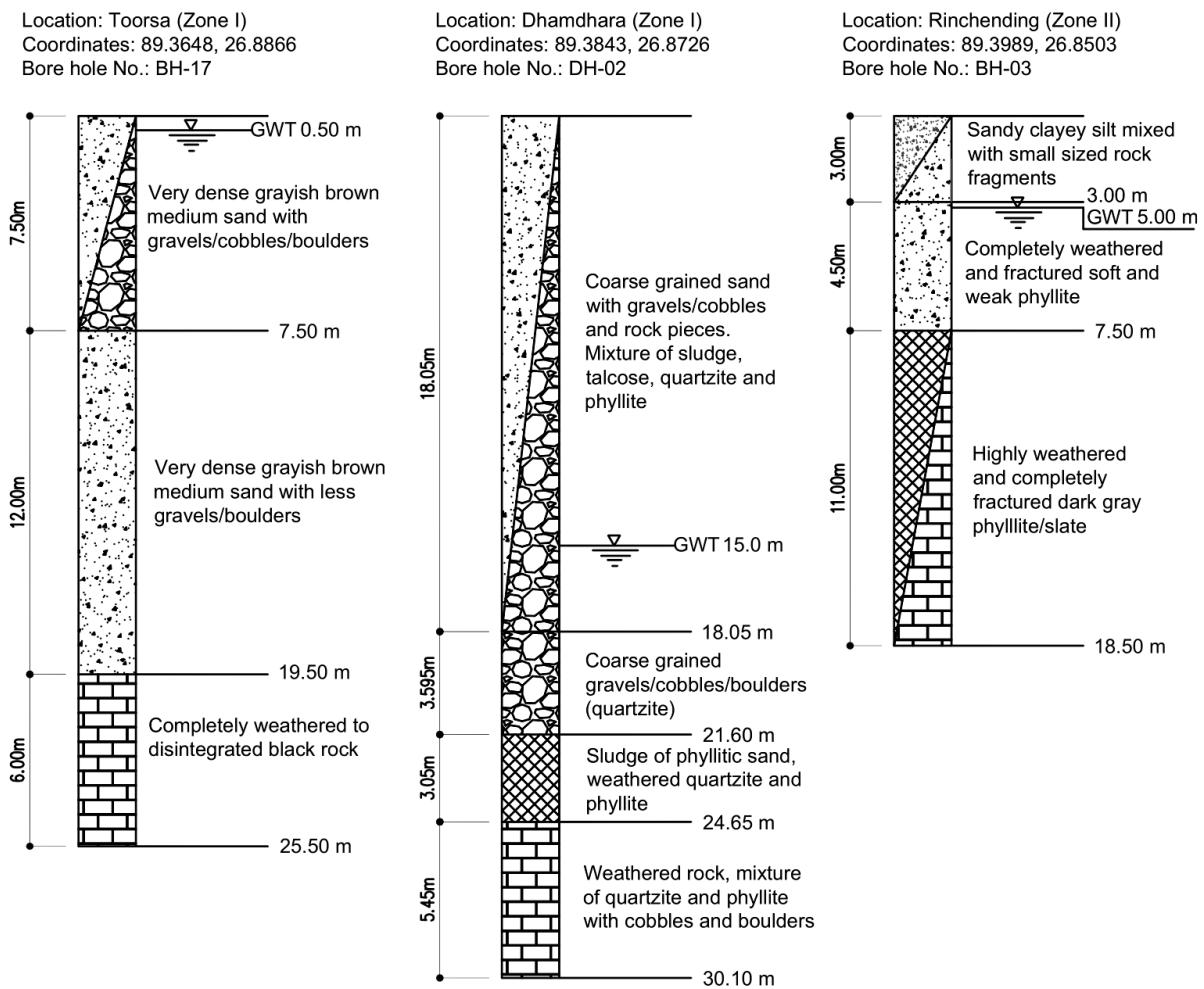 Location: Toorsa (Zone I)
Coordinates: 89.3648, 26.8866
Bore hole No.: BH-17
GWT 0.50 m
7.50m
Very dense grayish brown
medium sand with
gravels/cobbles/boulders
7.50 m
12.00m
Very dense grayish brown
medium sand with less
gravels/boulders
19.50 m
6.00m
Completely weathered to
disintegrated black rock
25.50 m
Location: Dhamdhara (Zone I)
Coordinates: 89.3843, 26.8726
Bore hole No.: DH-02
18.05m
Coarse grained sand
with gravels/cobbles
and rock pieces.
Mixture of sludge,
talcose, quartzite and
phyllite
GWT 15.0 m
18.05 m
3.595m
Coarse grained
gravels/cobbles/boulders
(quartzite)
21.60 m
3.05m
Sludge of phyllitic sand,
weathered quartzite and
phyllite
24.65 m
5.45m
Weathered rock, mixture
of quartzite and phyllite
with cobbles and boulders
30.10 m
Location: Rinchending (Zone II)
Coordinates: 89.3989, 26.8503
Bore hole No.: BH-03
3.00m
Sandy clayey silt mixed
with small sized rock
fragments
3.00 m
GWT 5.00 m
4.50m
Completely weathered
and fractured soft and
weak phyllite
7.50 m
11.00m
Highly weathered
and completely
fractured dark gray
phylllite/slate
18.50 m